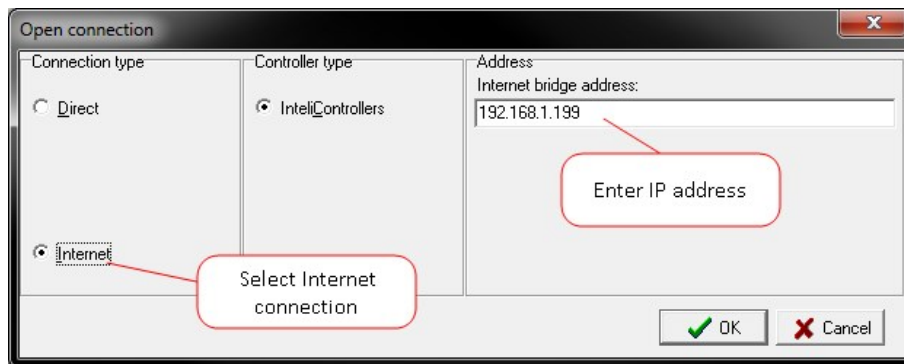 Open connection
Connection type
Direct
Internet
Controller type
InteliControllers
Address
Internet bridge address:
192.168.1.199
Enter IP address
Select Internet
connection
OK
Cancel